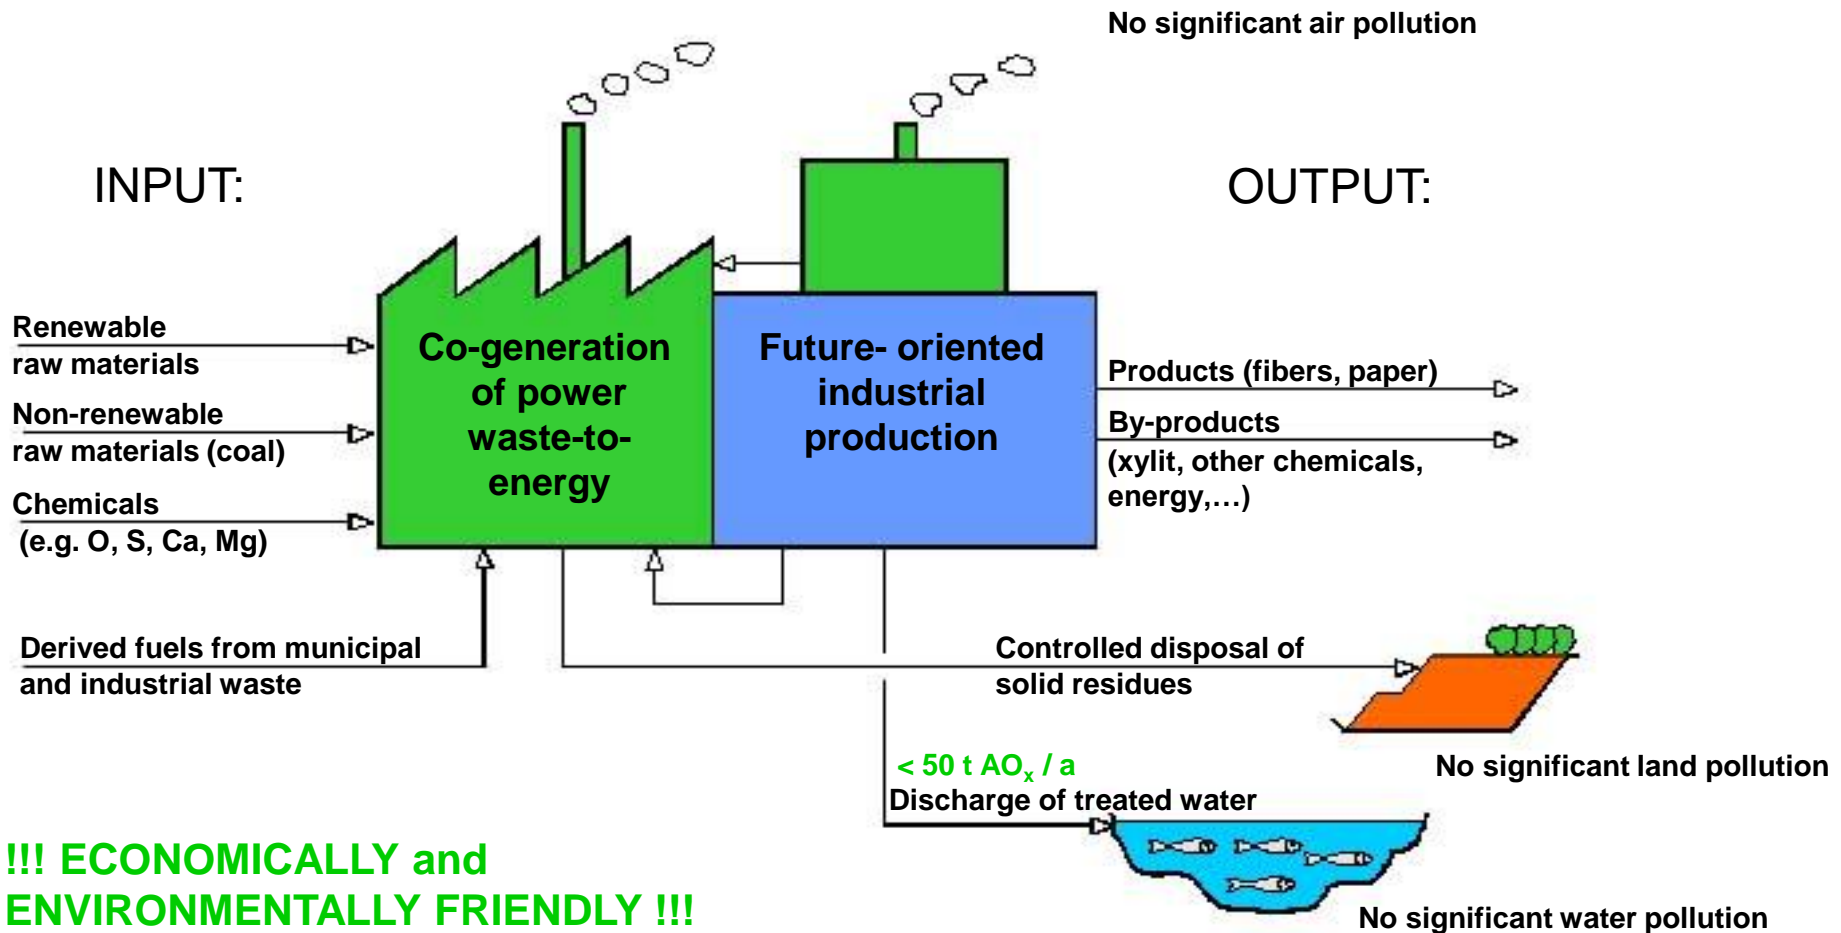 No significant air pollution
INPUT:
OUTPUT:
Renewable
raw materials
Non-renewable
raw materials (coal)
Chemicals
(e.g. O, S, Ca, Mg)
Co-generation
of power
waste-to-
energy
Future- oriented
industrial
production
Products (fibers, paper)
By-products
(xylit, other chemicals,
energy,…)
Derived fuels from municipal
and industrial waste
Controlled disposal of
solid residues
No significant land pollution
< 50 t AOₓ / a
Discharge of treated water
No significant water pollution
!!! ECONOMICALLY and
ENVIRONMENTALLY FRIENDLY !!!